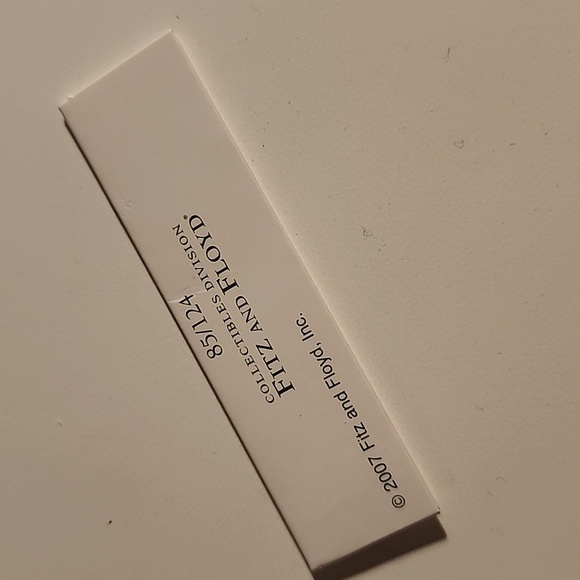 85/124
COLLECTIBLES DIVISION
FITZ AND FLOYD®
© 2007 Fitz and Floyd, Inc.